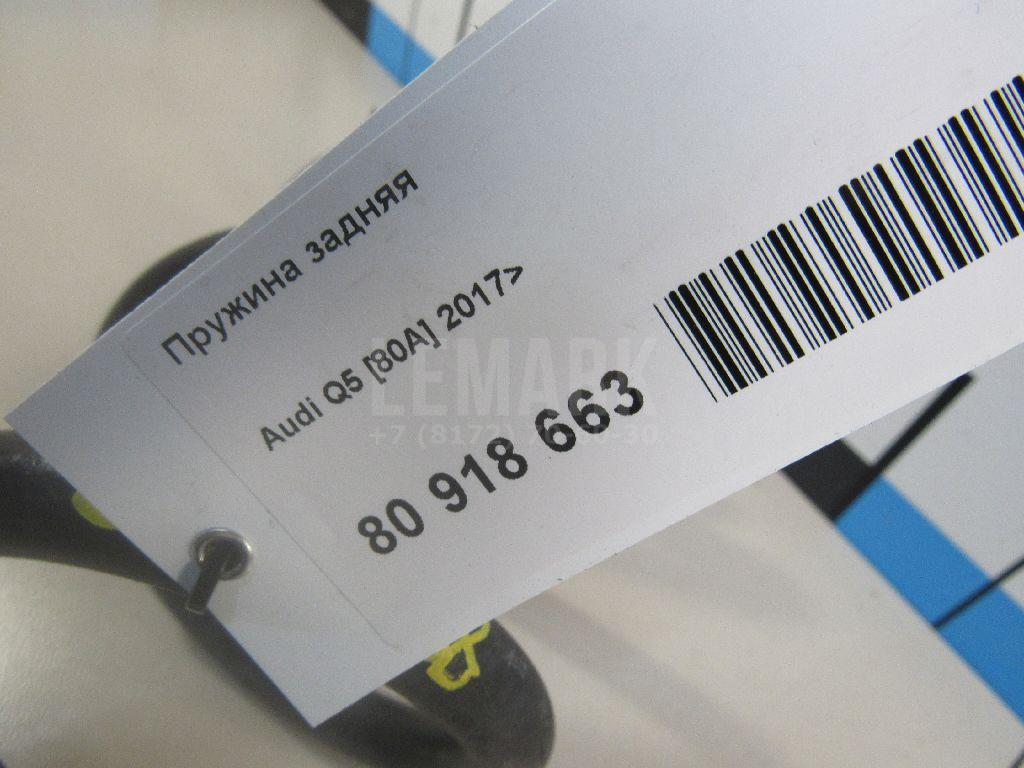 Пружина задняя
Audi Q5 [80A] 2017>
80 918 663
LEMARK